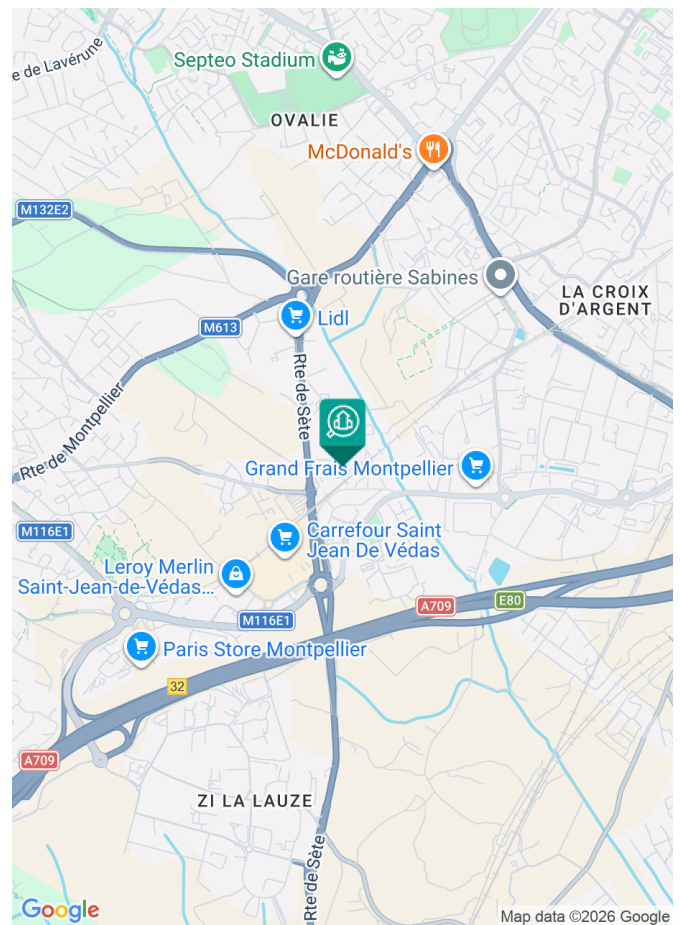 Septeo Stadium
e de Lavérune
OVALIE
McDonald's
M132E2
Gare routière Sabines
LA CROIX
D'ARGENT
Lidl
M613
Rte de Sète
Rte de Montpellier
Grand Frais Montpellier
M116E1
Carrefour Saint
Jean De Védas
Leroy Merlin
Saint-Jean-de-Védas...
A709
E80
M116E1
Paris Store Montpellier
32
A709
ZI LA LAUZE
Rte de Sète
Google
Map data ©2026 Google